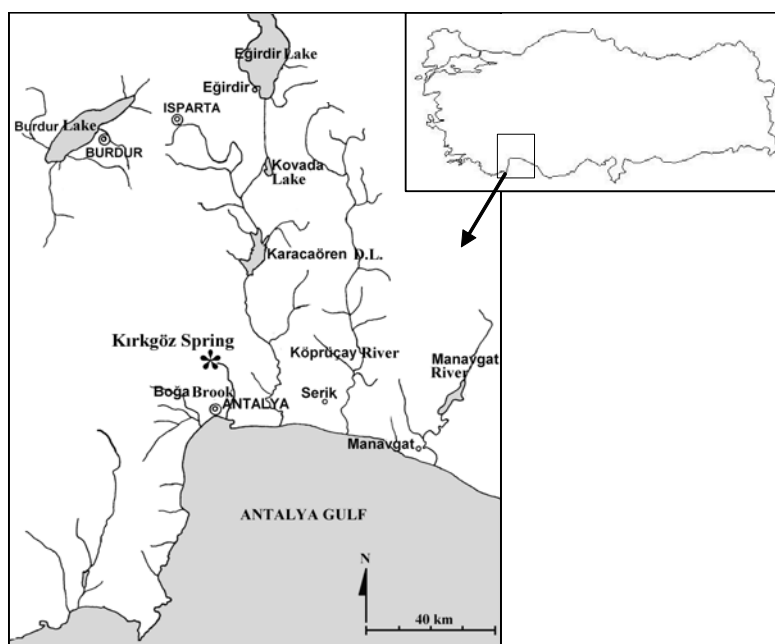 Eğirdir Lake
Eğirdir
ISPARTA
Burdur Lake
BURDUR
Kovada
Lake
Karacaören D.L.
Kırkgöz Spring
Köprüçay River
Manavgat
River
Boğa Brook
ANTALYA
Serik
Manavgat
ANTALYA GULF
N
40 km